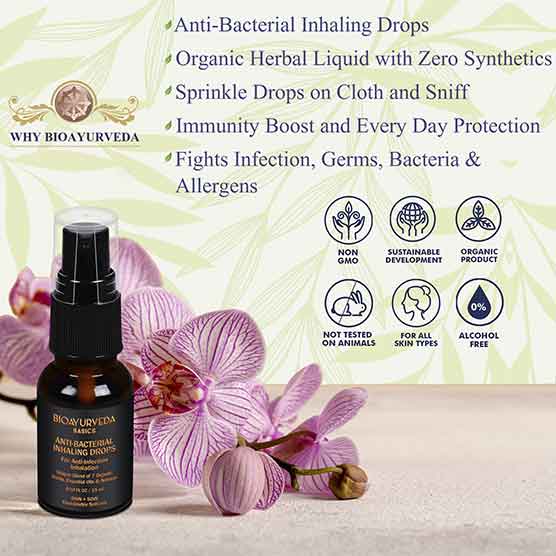 Anti-Bacterial Inhaling Drops
Organic Herbal Liquid with Zero Synthetics
Sprinkle Drops on Cloth and Sniff
Immunity Boost and Every Day Protection
Fights Infection, Germs, Bacteria &
Allergens
WHY BIOAYURVEDA
NON
GMO
SUSTAINABLE
DEVELOPMENT
ORGANIC
PRODUCT
NOT TESTED
ON ANIMALS
FOR ALL
SKIN TYPES
0%
ALCOHOL
FREE
BIOAYURVEDA
BASICS
ANTI-BACTERIAL
INHALING DROPS
For Anti-Infective
Inhalation